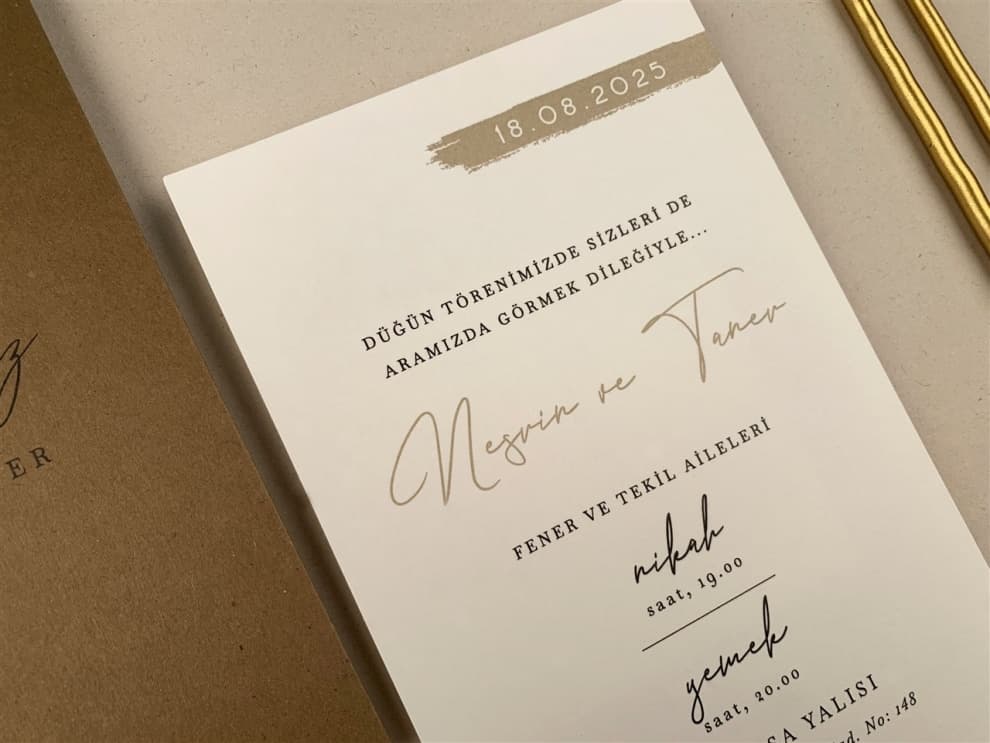 18.08.2025
DÜĞÜN TÖRENİMİZDE SİZLERİ DE
ARAMIZDA GÖRMEK DİLEĞİYLE...
Nesrin ve Taner
FENER VE TEKİL AİLELERİ
nikah
saat, 19.00
yemek
saat, 20.00
YALISI
No: 148